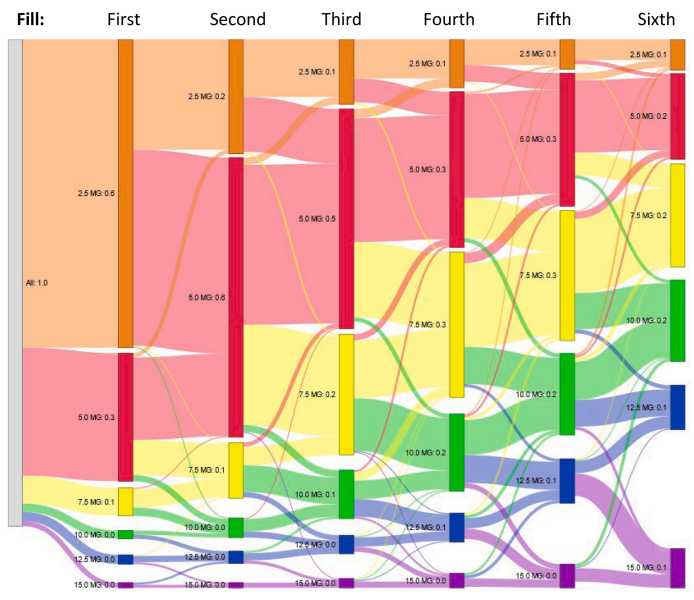 Fill: First Second Third Fourth Fifth Sixth
All: 1.0
2.5 MG: 0.6
5.0 MG: 0.3
7.5 MG: 0.1
10.0 MG: 0.0
12.5 MG: 0.0
15.0 MG: 0.0
2.5 MG: 0.2
5.0 MG: 0.6
7.5 MG: 0.1
10.0 MG: 0.0
12.5 MG: 0.0
15.0 MG: 0.0
2.5 MG: 0.1
5.0 MG: 0.5
7.5 MG: 0.2
10.0 MG: 0.1
12.5 MG: 0.0
15.0 MG: 0.0
2.5 MG: 0.1
5.0 MG: 0.3
7.5 MG: 0.3
10.0 MG: 0.2
12.5 MG: 0.1
15.0 MG: 0.0
2.5 MG: 0.1
5.0 MG: 0.3
7.5 MG: 0.3
10.0 MG: 0.2
12.5 MG: 0.1
15.0 MG: 0.0
2.5 MG: 0.1
5.0 MG: 0.2
7.5 MG: 0.2
10.0 MG: 0.2
12.5 MG: 0.1
15.0 MG: 0.1